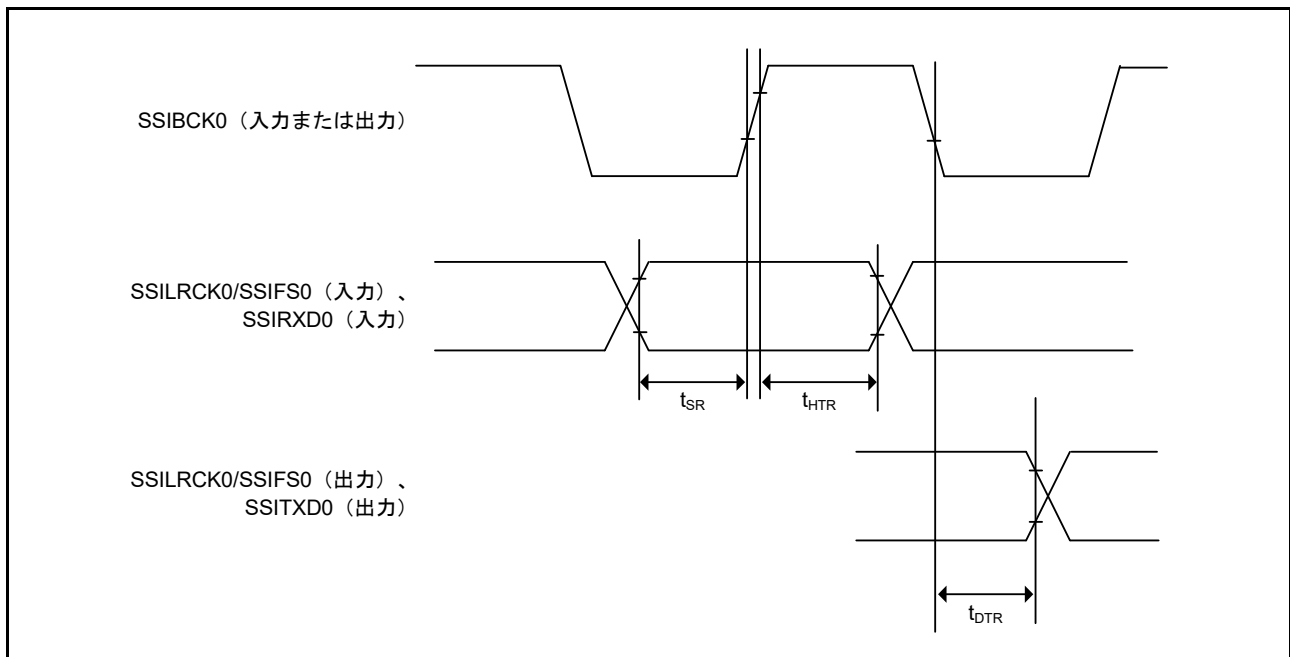 SSIBCK0（入力または出力）
SSILRCK0/SSIFS0（入力）、
SSIRXD0（入力）
tSR
tHTR
SSILRCK0/SSIFS0（出力）、
SSITXD0（出力）
tDTR